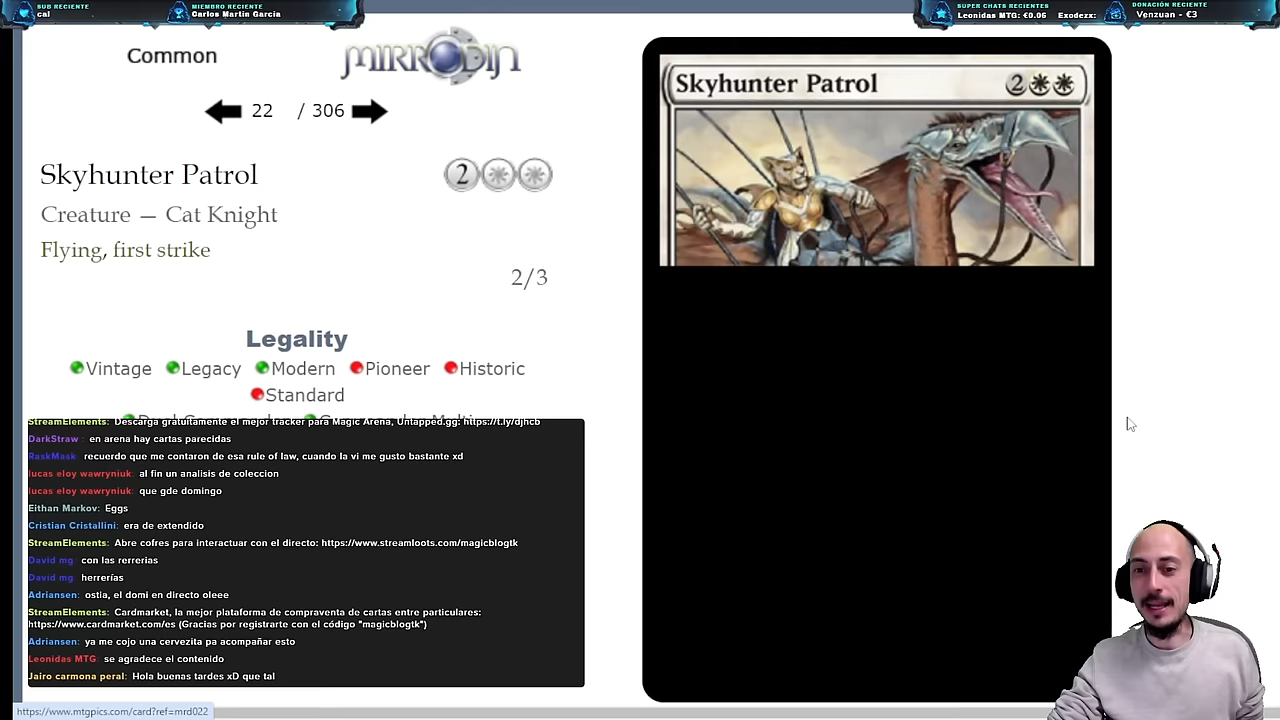 SUB RECIENTE
cal
MIEMBRO RECIENTE
Carlos Martin Garcia
SUPER CHATS RECIENTES
Leonidas MTG: €0.06 Exodezx:
DONACIÓN RECIENTE
Venzuan - €3
Common
MIRRODIN
22 / 306
Skyhunter Patrol
2
Creature — Cat Knight
Flying, first strike
2/3
Legality
Vintage Legacy Modern Pioneer Historic
Standard
StreamElements: Descarga gratuitamente el mejor tracker para Magic Arena, Untapped.gg: https://t.ly/djhcb
DarkStraw : en arena hay cartas parecidas
RaskMask: recuerdo que me contaron de esa rule of law, cuando la vi me gusto bastante xd
lucas eloy wawryniuk: al fin un analisis de coleccion
lucas eloy wawryniuk: que gde domingo
Eithan Markov: Eggs
Cristian Cristallini: era de extendido
StreamElements: Abre cofres para interactuar con el directo: https://www.streamloots.com/magicblogtk
David mg: con las rerrerias
David mg: herrerías
Adriansen: ostia, el domi en directo oleee
StreamElements: Cardmarket, la mejor plataforma de compraventa de cartas entre particulares:
https://www.cardmarket.com/es (Gracias por registrarte con el código "magicblogtk")
Adriansen: ya me cojo una cervezita pa acompañar esto
Leonidas MTG: se agradece el contenido
Jairo carmona peral: Hola buenas tardes xD que tal
https://www.mtgpics.com/card?ref=mrd022
Skyhunter Patrol 2